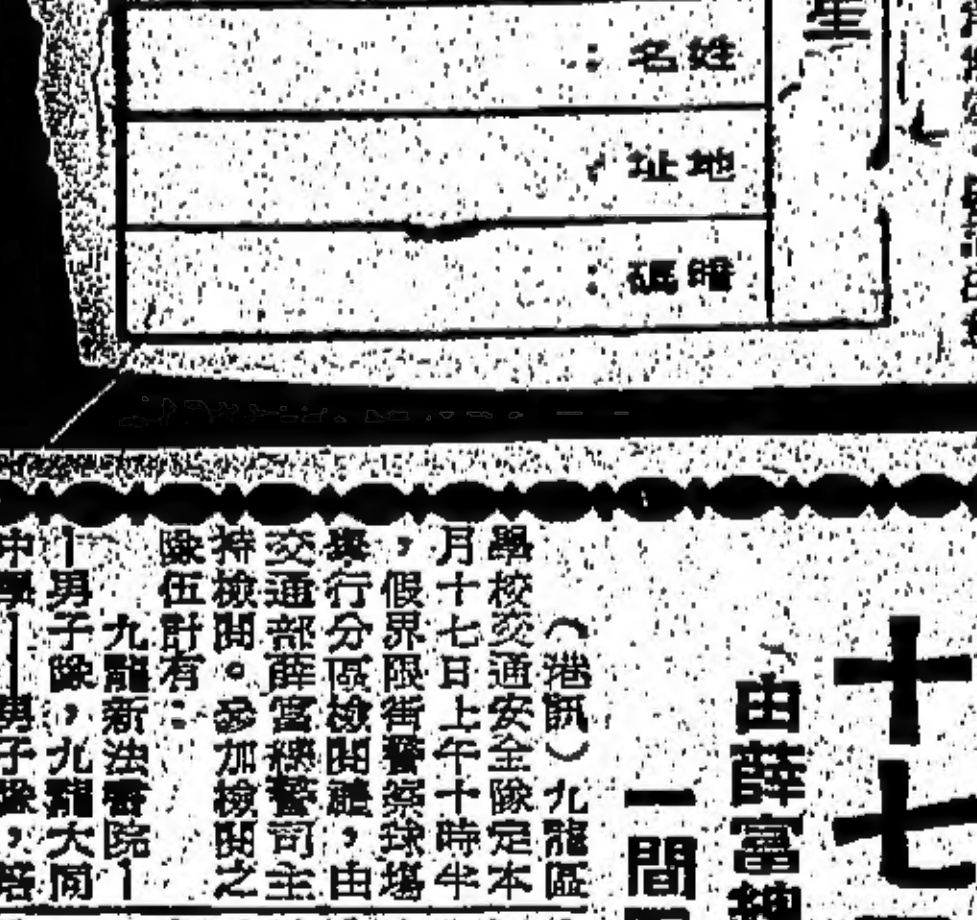 星
姓名：
地址：
暗碼：
十七
由薛富
一間
（港訊）九龍區
學校交通安全隊定本
月十七日上午十時半
，假界限街警察球場
舉行分區檢閱禮，由
交通部薛富總警司主
持檢閱。參加檢閱之
隊伍計有：
九龍新法書院—
—男子隊，九龍大同
中學—男子隊，培